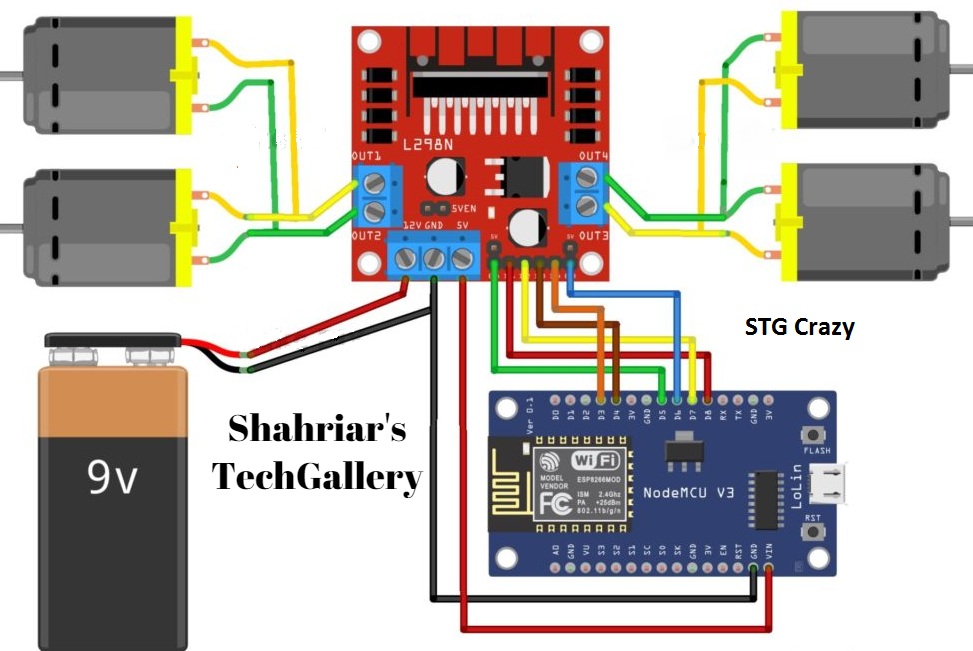 L298N
OUT1
OUT4
5VEN
OUT2
12V GND 5V
OUT3
5V
5V
STG Crazy
Shahriar's
TechGallery
9v
D0 D1 D2 D3 D4 3V GND D5 D6 D7 D8 RX TX GND 3V
Ver 0.1
FLASH
WiFi
MODEL
VENDOR
ESP8266MOD
FC
ISM 2.4Ghz
PA +25dBm
802.11b/g/n
NodeMCU V3
LoLin
RST
A0 GND VU S3 S2 S1 SC S0 SK GND 3V EN RST GND VIN